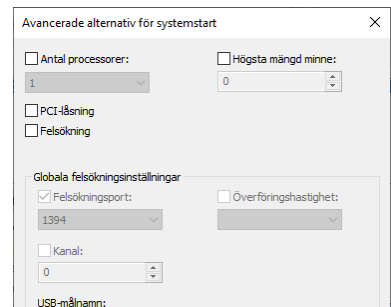 Avancerade alternativ för systemstart
Antal processorer: Högsta mängd minne:
1 0
PCI-låsning
Felsökning
Globala felsökningsinställningar
Felsökningsport: Överföringshastighet:
1394
Kanal:
0
USB-målnamn: